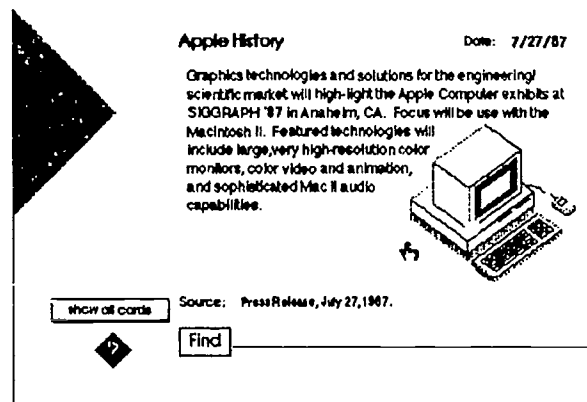 Apple History
Date: 7/27/87
Graphics technologies and solutions for the engineering/
scientific market will high-light the Apple Computer exhibits at
SIGGRAPH '87 in Anaheim, CA. Focus will be use with the
Macintosh II. Featured technologies will
include large,very high-resolution color
monitors, color video and animation,
and sophisticated Mac II audio
capabilities.
Source: Press Release, July 27, 1987.
show all cards
?
Find